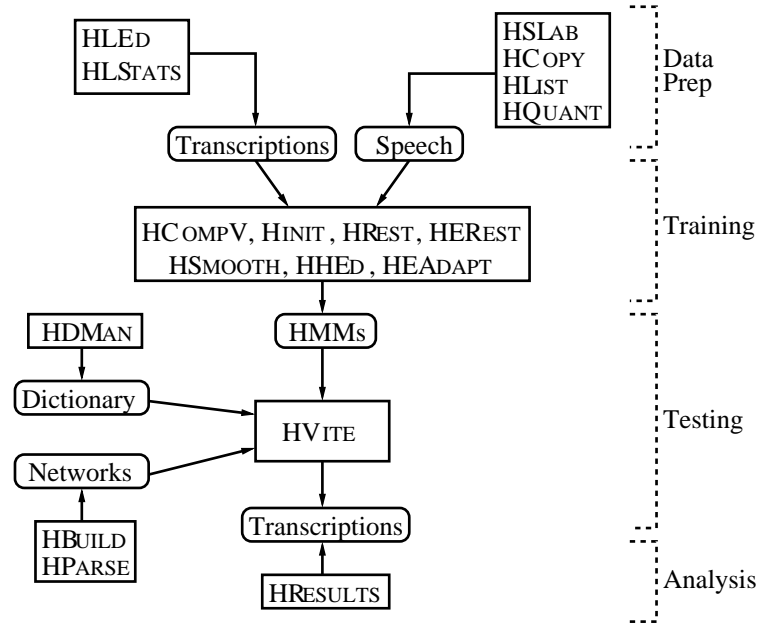 HLED
HLSTATS
HSLAB
HCOPY
HLIST
HQUANT
Data
Prep
Transcriptions
Speech
HCOMPV, HINIT, HREST, HEREST
HSMOOTH, HHED, HEADAPT
Training
HDMAN
HMMs
Dictionary
HVITE
Testing
Networks
Transcriptions
HBUILD
HPARSE
HRESULTS
Analysis